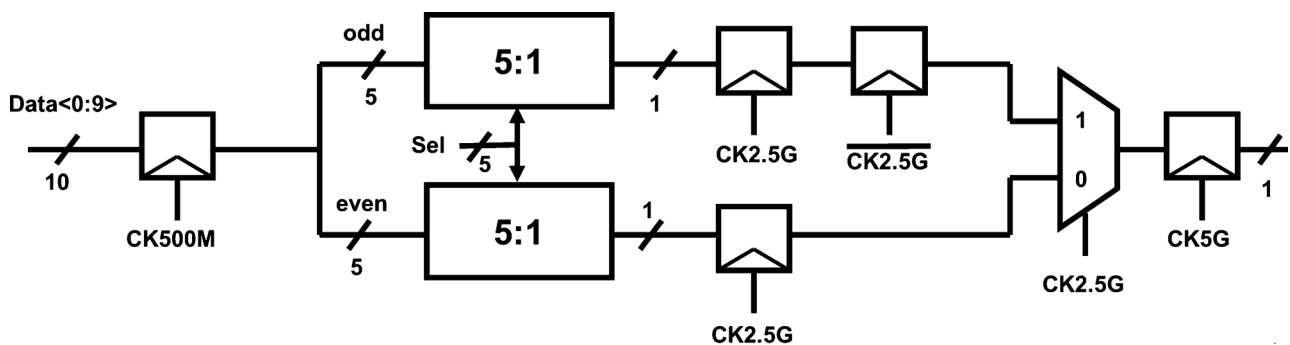 odd
5
5:1
1
CK2.5G
CK2.5G
Data<0:9>
10
CK500M
Sel
5
even
5
5:1
1
CK2.5G
1
0
CK2.5G
CK5G
1